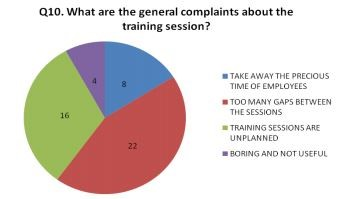 Q10. What are the general complaints about the
training session?
4
8
16
22
TAKE AWAY THE PRECIOUS
TIME OF EMPLOYEES
TOO MANY GAPS BETWEEN
THE SESSIONS
TRAINING SESSIONS ARE
UNPLANNED
BORING AND NOT USEFUL